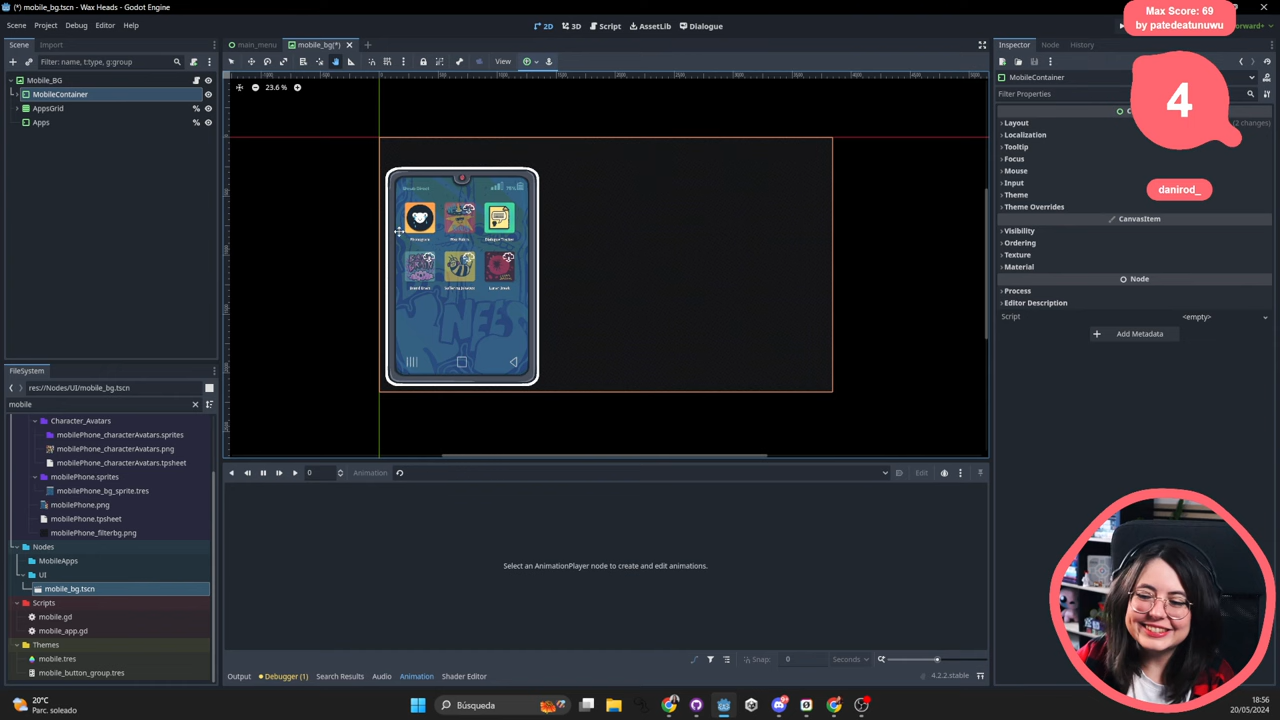 (*) mobile_bg.tscn - Wax Heads - Godot Engine
Scene Project Debug Editor Help
2D 3D Script AssetLib Dialogue
Max Score: 69
by patedeatunuwu
4
danirod_
Scene Import
Filter: name, t:type, g:group
Mobile_BG
MobileContainer
AppsGrid
Apps
main_menu mobile_bg(*)
View
23.6 %
FileSystem
res://Nodes/UI/mobile_bg.tscn
mobile
Character_Avatars
mobilePhone_characterAvatars.sprites
mobilePhone_characterAvatars.png
mobilePhone_characterAvatars.tpsheet
mobilePhone.sprites
mobilePhone_bg_sprite.tres
mobilePhone.png
mobilePhone.tpsheet
mobilePhone_filterbg.png
Nodes
MobileApps
UI
mobile_bg.tscn
Scripts
mobile.gd
mobile_app.gd
Themes
mobile.tres
mobile_button_group.tres
0 Animation Edit
Select an AnimationPlayer node to create and edit animations.
Snap: 0 Seconds
Output Debugger (1) Search Results Audio Animation Shader Editor
4.2.2.stable
Inspector Node History
MobileContainer
Filter Properties
Layout (2 changes)
Localization
Tooltip
Focus
Mouse
Input
Theme
Theme Overrides
CanvasItem
Visibility
Ordering
Texture
Material
Node
Process
Editor Description
Script <empty>
Add Metadata
20°C
Parc. soleado
Búsqueda
18:56
20/05/2024